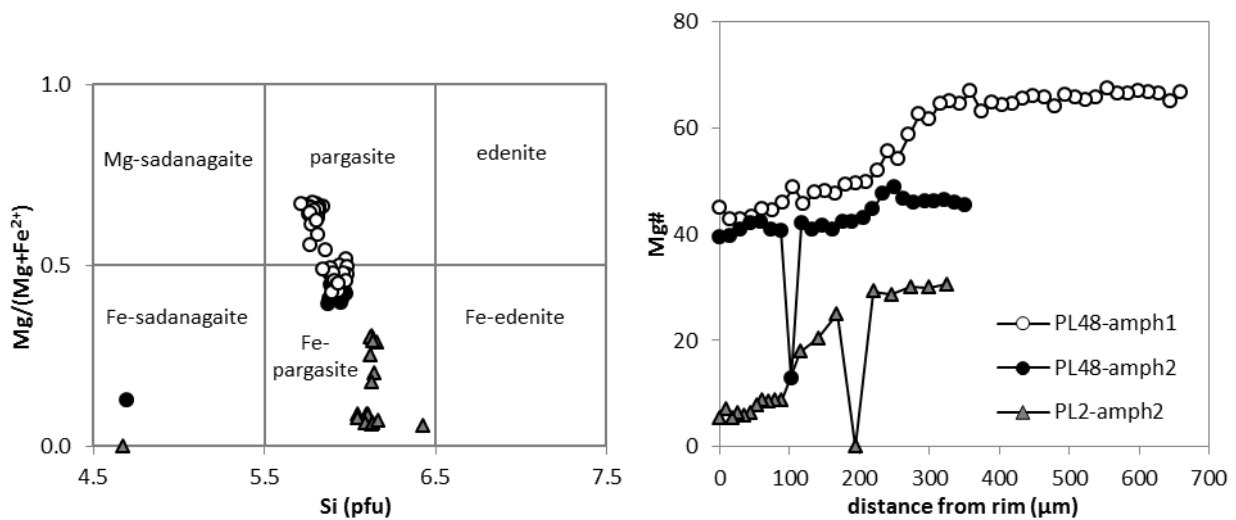 1.0
0.5
0.0
Mg/(Mg+Fe²⁺)
Mg-sadanagaite
pargasite
edenite
Fe-sadanagaite
Fe-
pargasite
Fe-edenite
4.5
5.5
6.5
7.5
Si (pfu)
80
60
40
20
0
Mg#
PL48-amph1
PL48-amph2
PL2-amph2
0
100
200
300
400
500
600
700
distance from rim (µm)